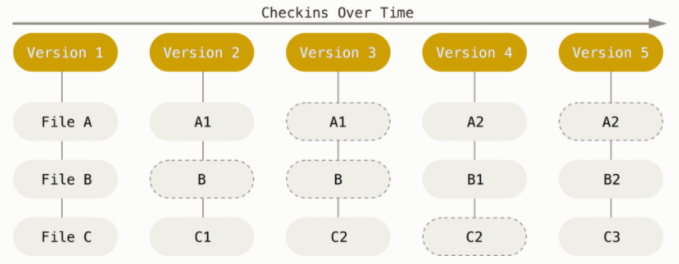 Checkins Over Time
Version 1 Version 2 Version 3 Version 4 Version 5
File A A1 A1 A2 A2
File B B B B1 B2
File C C1 C2 C2 C3